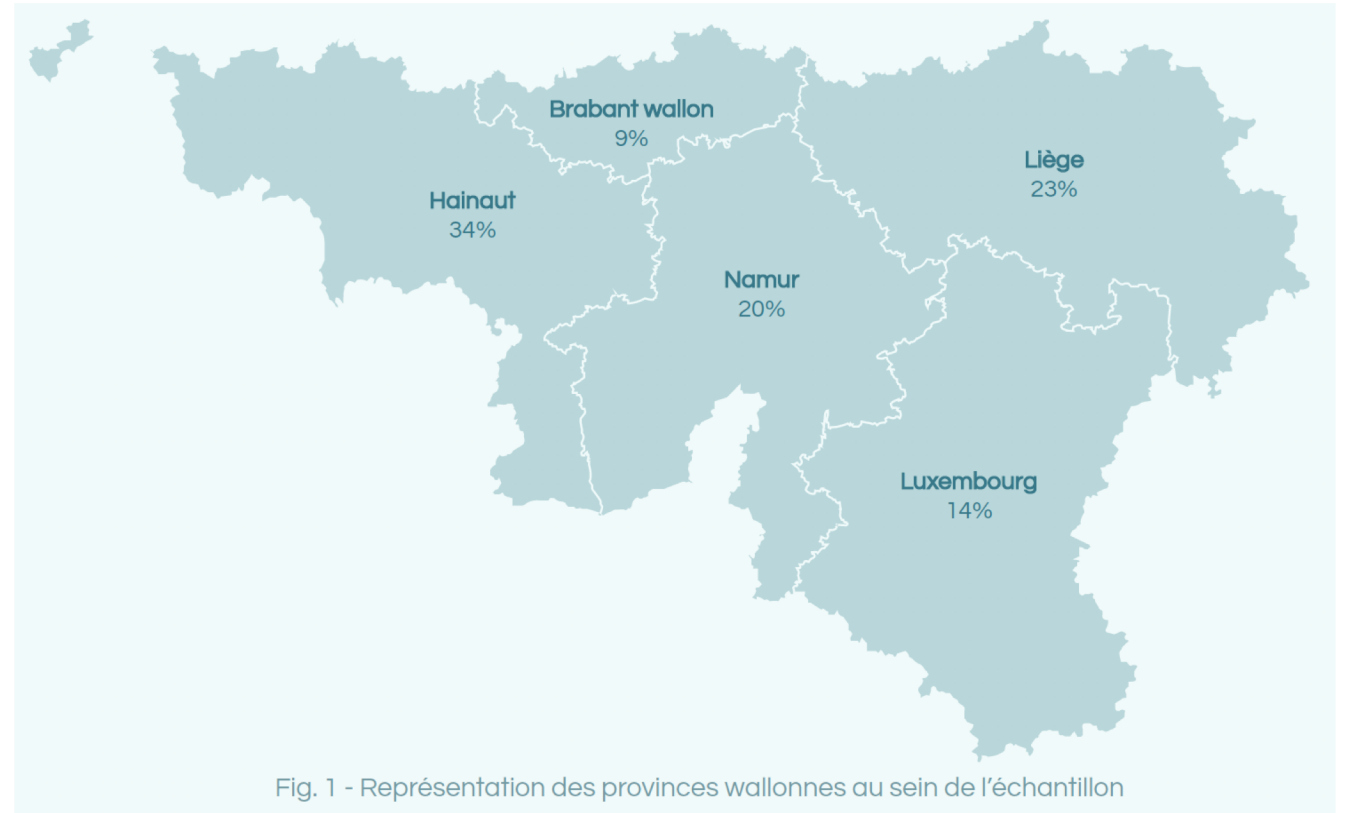 Brabant wallon
9%
Liège
23%
Hainaut
34%
Namur
20%
Luxembourg
14%
Fig. 1 - Représentation des provinces wallonnes au sein de l’échantillon